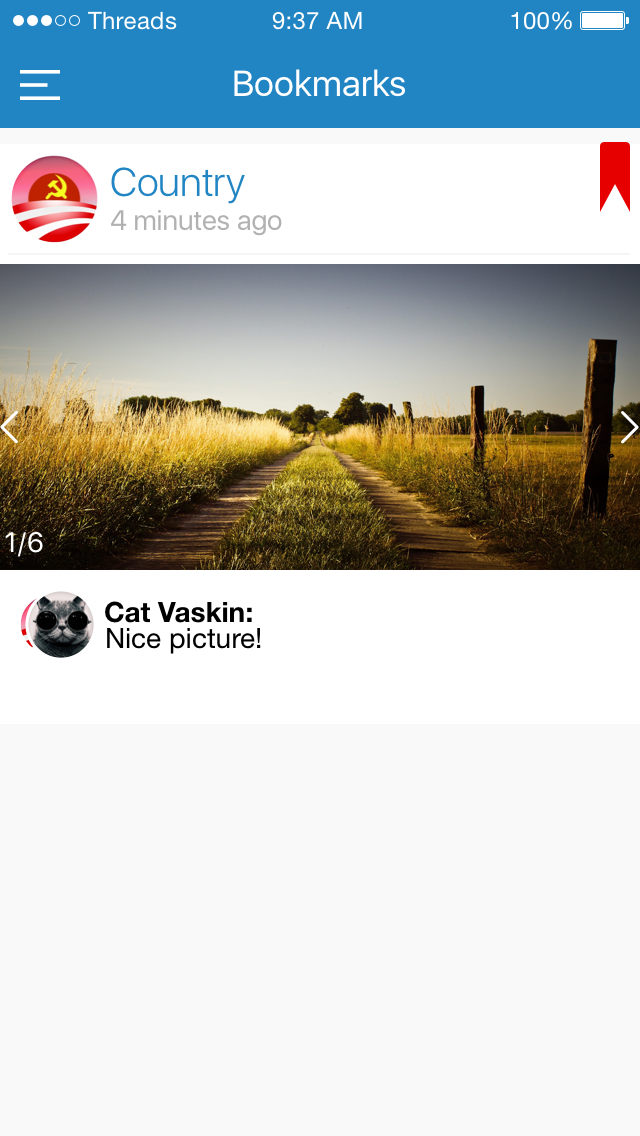 Threads 9:37 AM 100%
Bookmarks
Country
4 minutes ago
1/6
Cat Vaskin:
Nice picture!